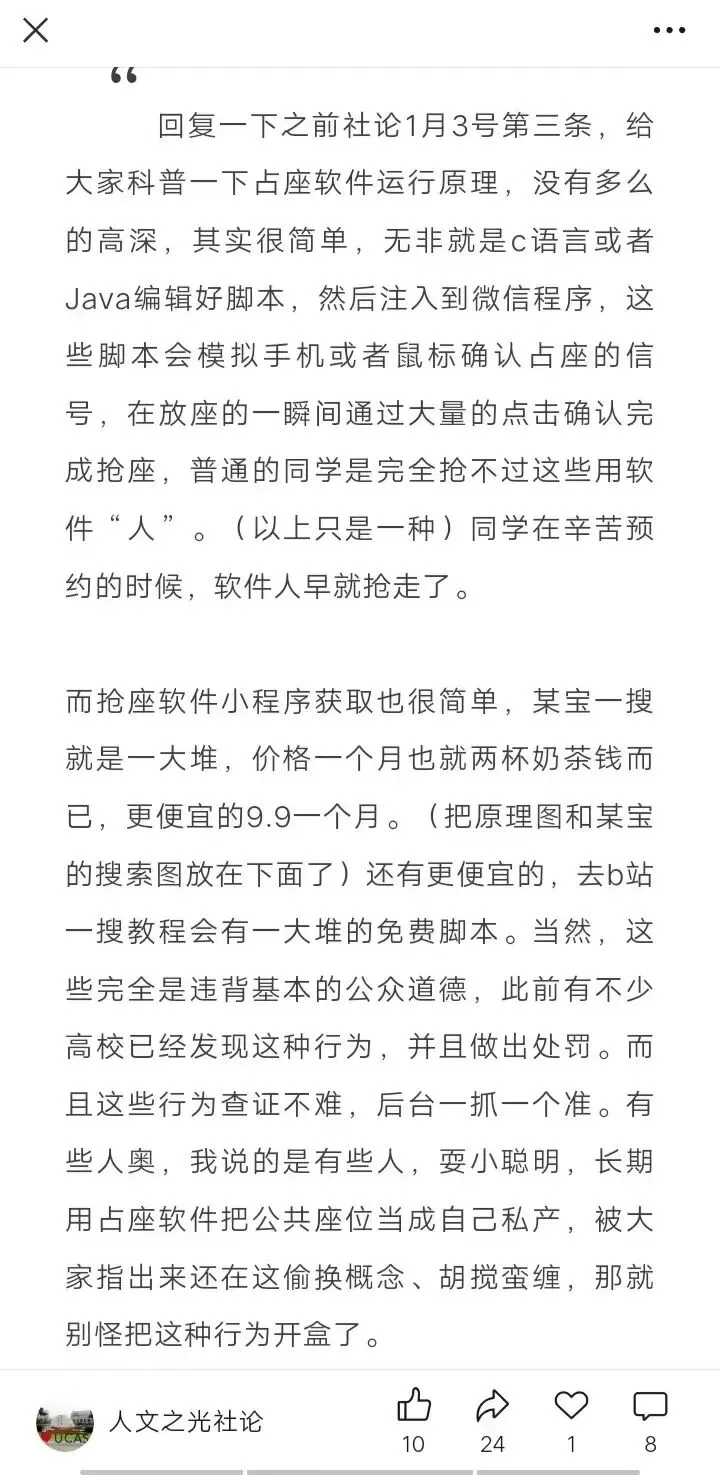 “
回复一下之前社论1月3号第三条，给
大家科普一下占座软件运行原理，没有多么
的高深，其实很简单，无非就是c语言或者
Java编辑好脚本，然后注入到微信程序，这
些脚本会模拟手机或者鼠标确认占座的信
号，在放座的一瞬间通过大量的点击确认完
成抢座，普通的同学是完全抢不过这些用软
件“人”。（以上只是一种）同学在辛苦预
约的时候，软件人早就抢走了。
而抢座软件小程序获取也很简单，某宝一搜
就是一大堆，价格一个月也就两杯奶茶钱而
已，更便宜的9.9一个月。（把原理图和某宝
的搜索图放在下面了）还有更便宜的，去b站
一搜教程会有一大堆的免费脚本。当然，这
些完全是违背基本的公众道德，此前有不少
高校已经发现这种行为，并且做出处罚。而
且这些行为查证不难，后台一抓一个准。有
些人奥，我说的是有些人，耍小聪明，长期
用占座软件把公共座位当成自己私产，被大
家指出来还在这偷换概念、胡搅蛮缠，那就
别怪把这种行为开盒了。
UCAS
人文之光社论
10 24 1 8